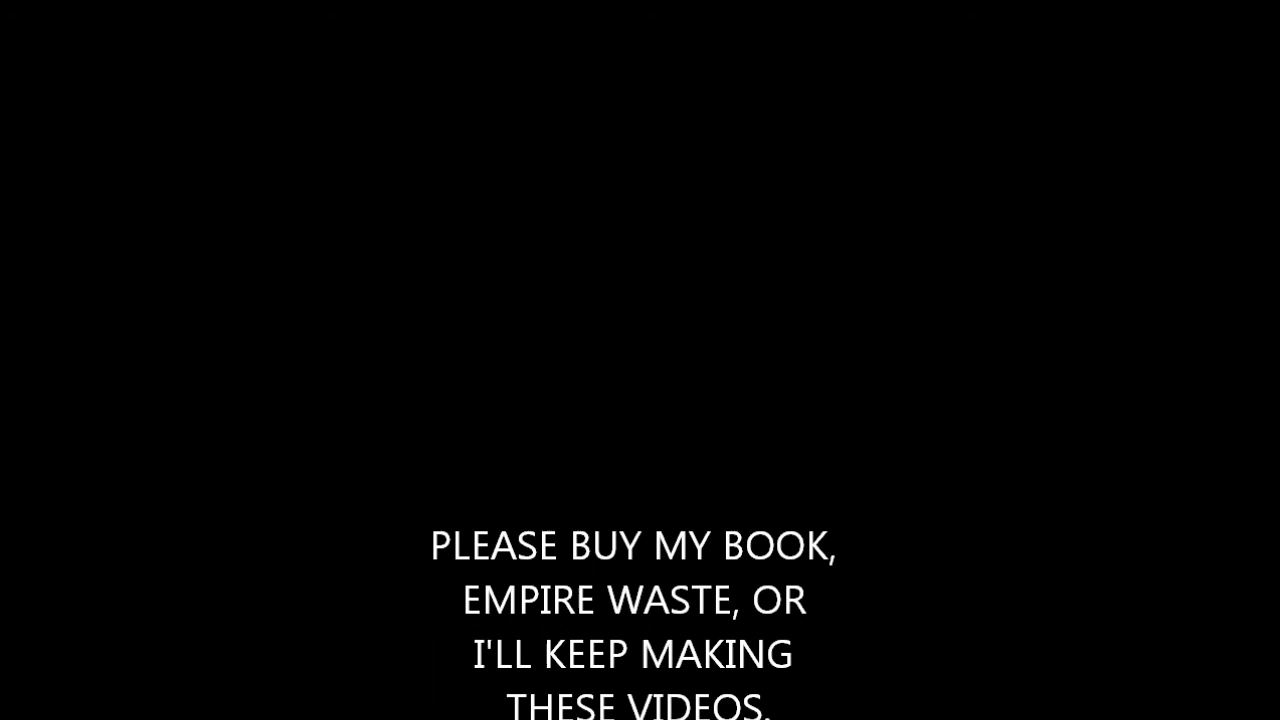 PLEASE BUY MY BOOK,
EMPIRE WASTE, OR
I'LL KEEP MAKING
THESE VIDEOS.